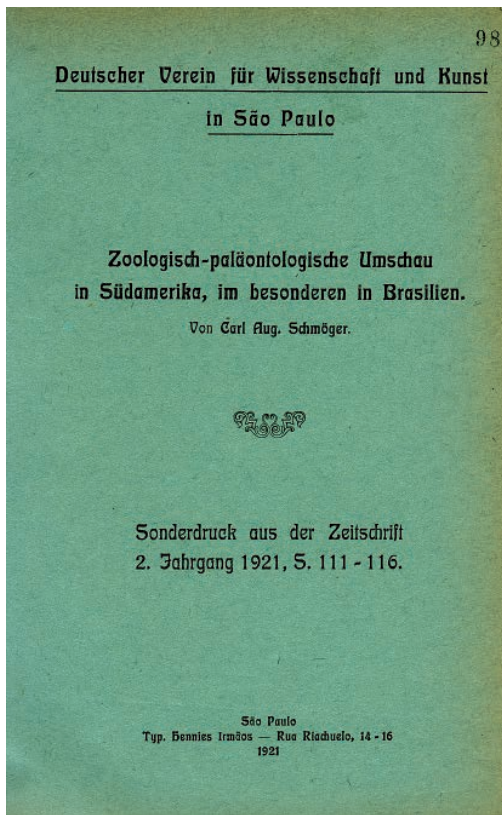 98
Deutscher Verein für Wissenschaft und Kunst
in São Paulo
Zoologisch-paläontologische Umschau
in Südamerika, im besonderen in Brasilien.
Von Carl Aug. Schmöger.
Sonderdruck aus der Zeitschrift
2. Jahrgang 1921, S. 111 - 116.
São Paulo
Typ. Hennies Irmãos — Rua Riachuelo, 14 - 16
1921